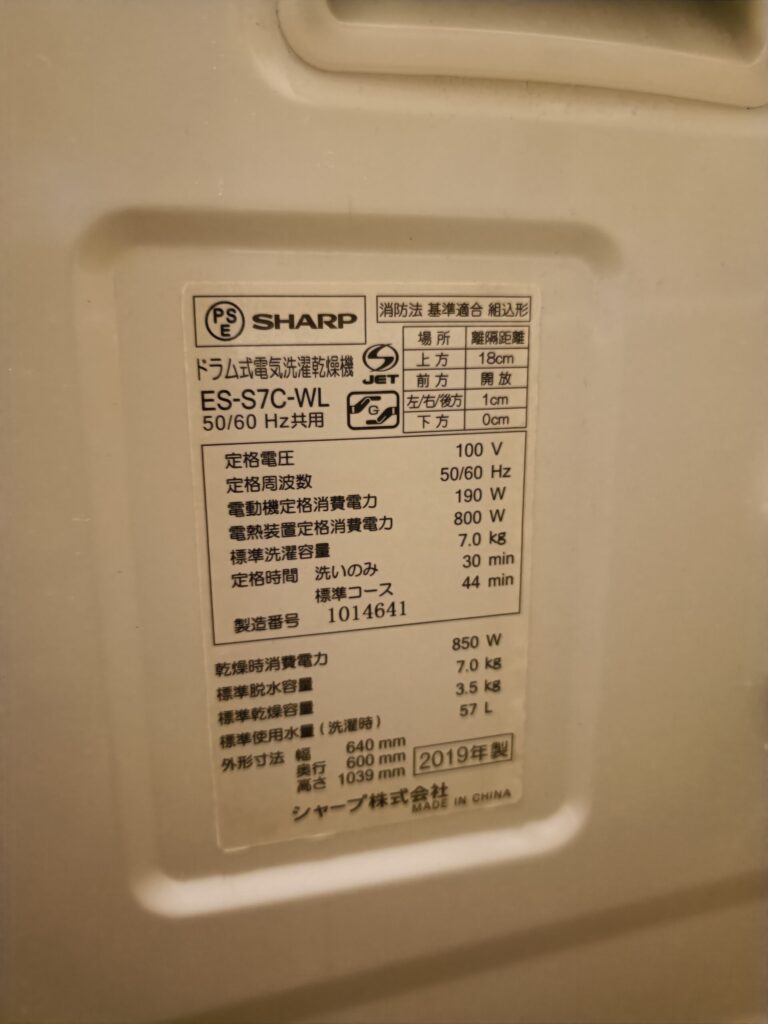 PSE SHARP
消防法 基準適合 組込形
場所 離隔距離
上方 18cm
前方 開放
左/右/後方 1cm
下方 0cm
ドラム式電気洗濯乾燥機
S JET
ES-S7C-WL
G
50/60 Hz共用
定格電圧 100 V
定格周波数 50/60 Hz
電動機定格消費電力 190 W
電熱装置定格消費電力 800 W
標準洗濯容量 7.0 kg
定格時間 洗いのみ 30 min
標準コース 44 min
製造番号 1014641
乾燥時消費電力 850 W
標準脱水容量 7.0 kg
標準乾燥容量 3.5 kg
標準使用水量(洗濯時) 57 L
外形寸法 幅 640 mm
奥行 600 mm
高さ 1039 mm
2019年製
シャープ株式会社
MADE IN CHINA